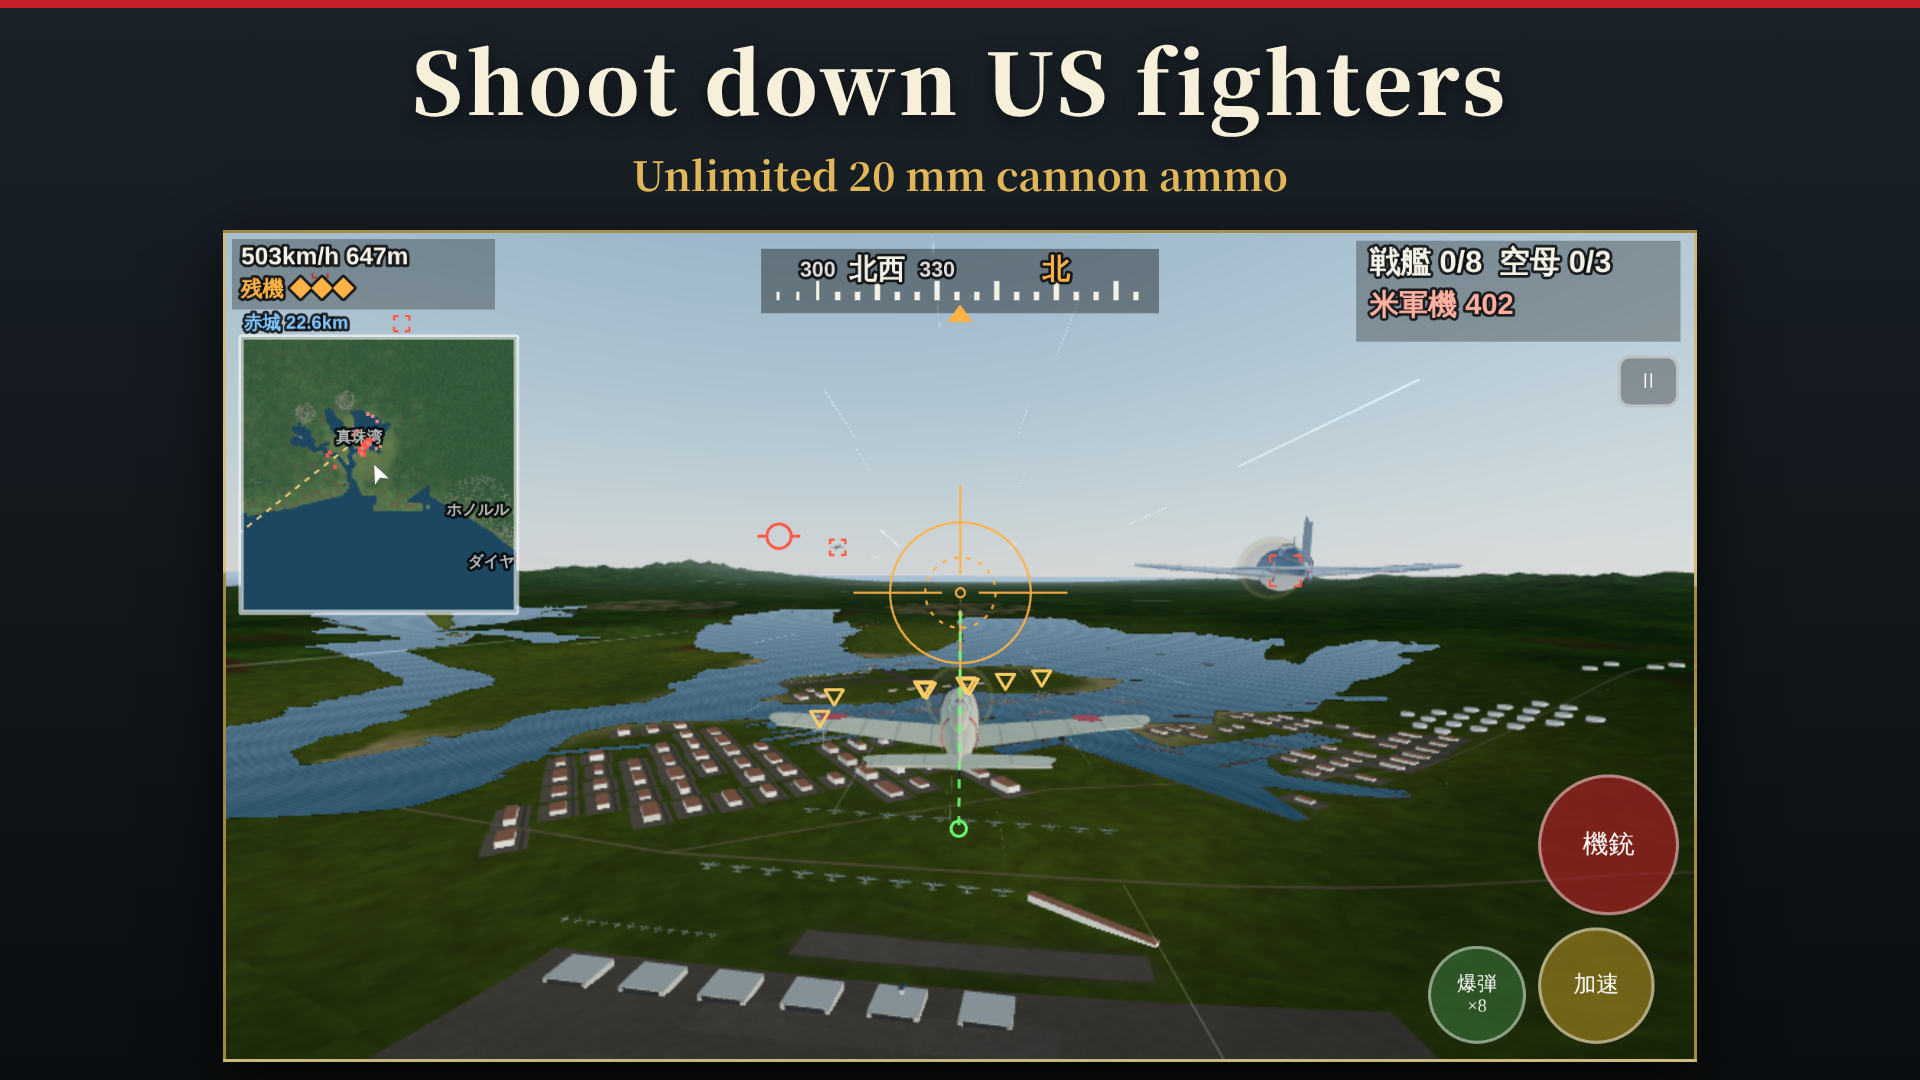 Shoot down US fighters
Unlimited 20 mm cannon ammo
503km/h 647m
残機
赤城 22.6km
300 北西 330 北
戦艦 0/8 空母 0/3
米軍機 402
真珠湾
ホノルル
ダイヤ
機銃
爆弾
×8
加速